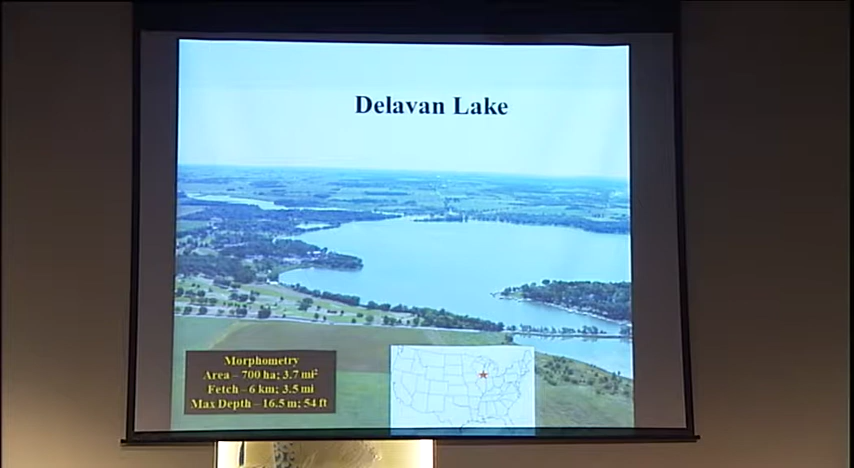 Delavan Lake
Morphometry
Area – 700 ha; 3.7 mi²
Fetch – 6 km; 3.5 mi
Max Depth – 16.5 m; 54 ft